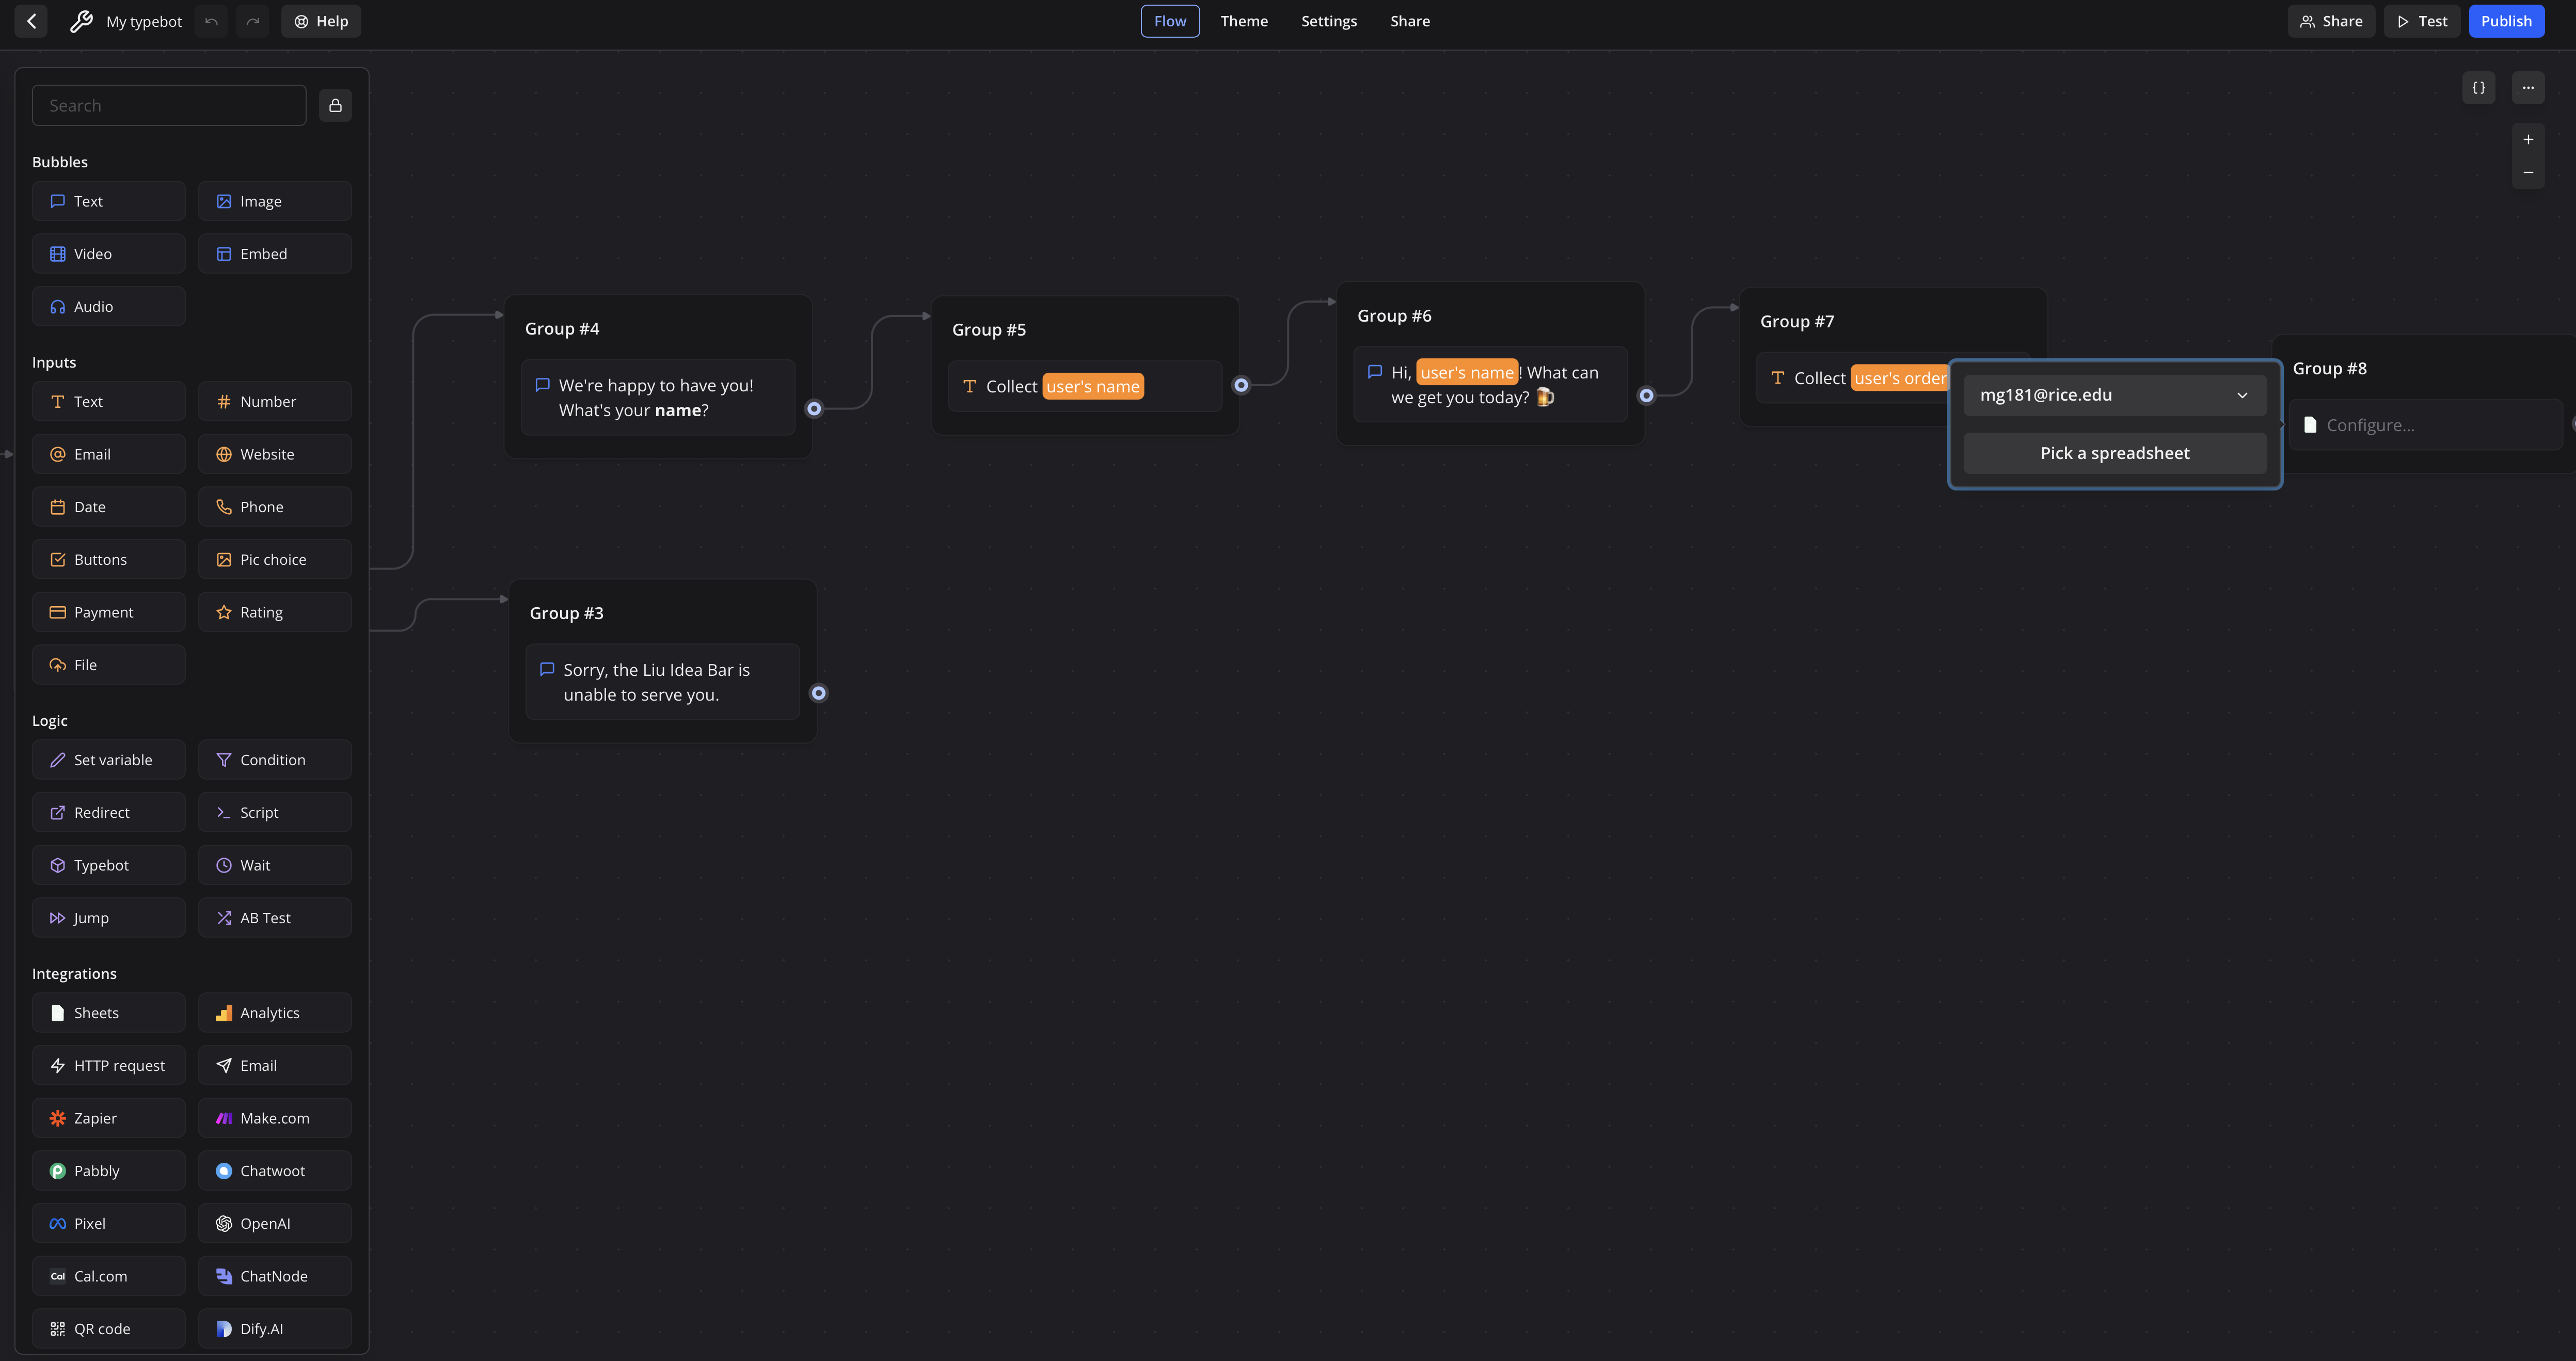 My typebot
Help
Flow
Theme
Settings
Share
Share
Test
Publish
Search
Bubbles
Text
Image
Video
Embed
Audio
Inputs
Text
Number
Email
Website
Date
Phone
Buttons
Pic choice
Payment
Rating
File
Logic
Set variable
Condition
Redirect
Script
Typebot
Wait
Jump
AB Test
Integrations
Sheets
Analytics
HTTP request
Email
Zapier
Make.com
Pabbly
Chatwoot
Pixel
OpenAI
Cal
Cal.com
ChatNode
QR code
Dify.AI
Group #4
We're happy to have you!
What's your name?
Group #5
Collect user's name
Group #6
Hi, user's name! What can
we get you today? 🍺
Group #7
Collect user's order
mg181@rice.edu
Pick a spreadsheet
Group #8
Configure...
Group #3
Sorry, the Liu Idea Bar is
unable to serve you.